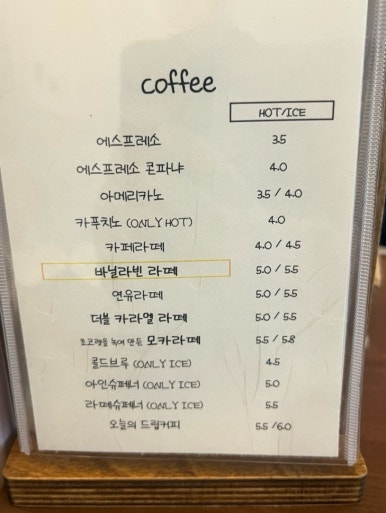 coffee
HOT/ICE
에스프레소 3.5
에스프레소 콘파냐 4.0
아메리카노 3.5 / 4.0
카푸치노 (ONLY HOT) 4.0
카페라떼 4.0 / 4.5
바닐라빈 라떼 5.0 / 5.5
연유라떼 5.0 / 5.5
더블 카라멜 라떼 5.0 / 5.5
초코렛을 녹여 만든 모카라떼 5.5 / 5.8
콜드브루 (ONLY ICE) 4.5
아인슈페너 (ONLY ICE) 5.0
라떼슈페너 (ONLY ICE) 5.5
오늘의 드립커피 5.5 / 6.0